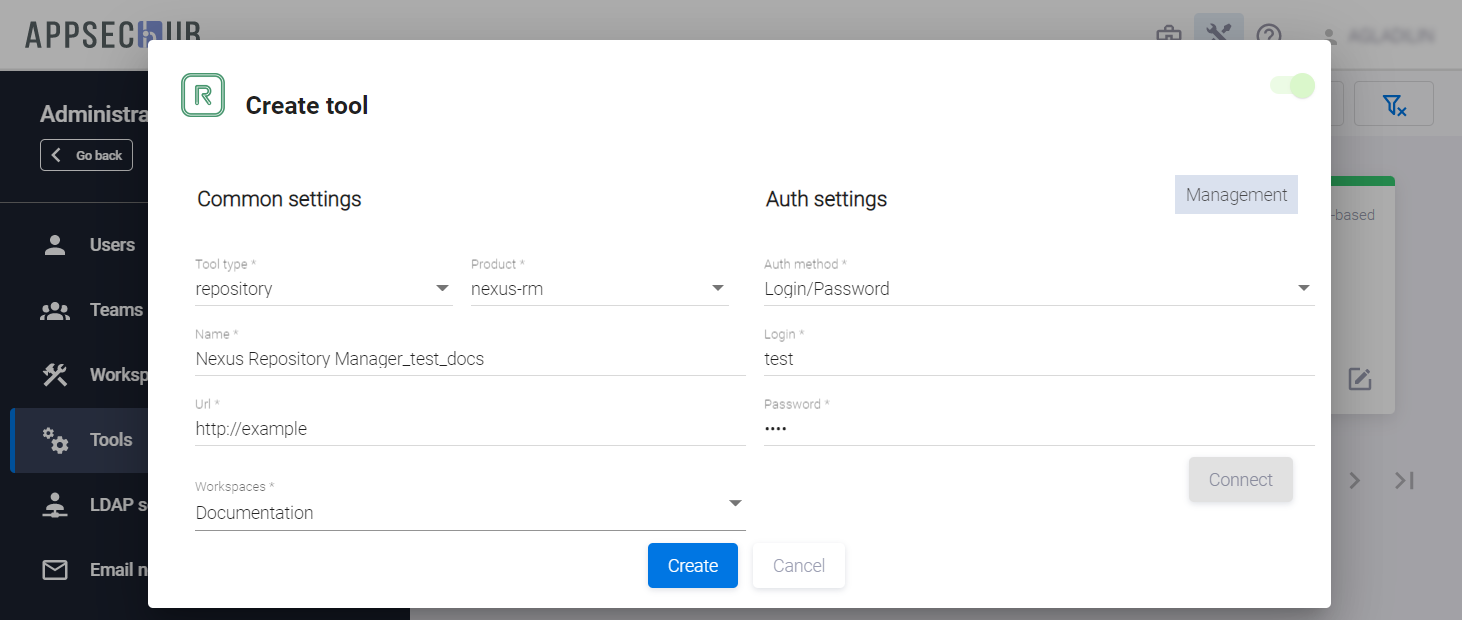 APPSECHUB
Administra
Go back
Users
Teams
Worksp
Tools
LDAP s
Email n
R
Create tool
Common settings
Auth settings
Management
Tool type *
repository
Product *
nexus-rm
Auth method *
Login/Password
Name *
Nexus Repository Manager_test_docs
Login *
test
Url *
http://example
Password *
••••
Workspaces *
Documentation
Connect
Create
Cancel
-based